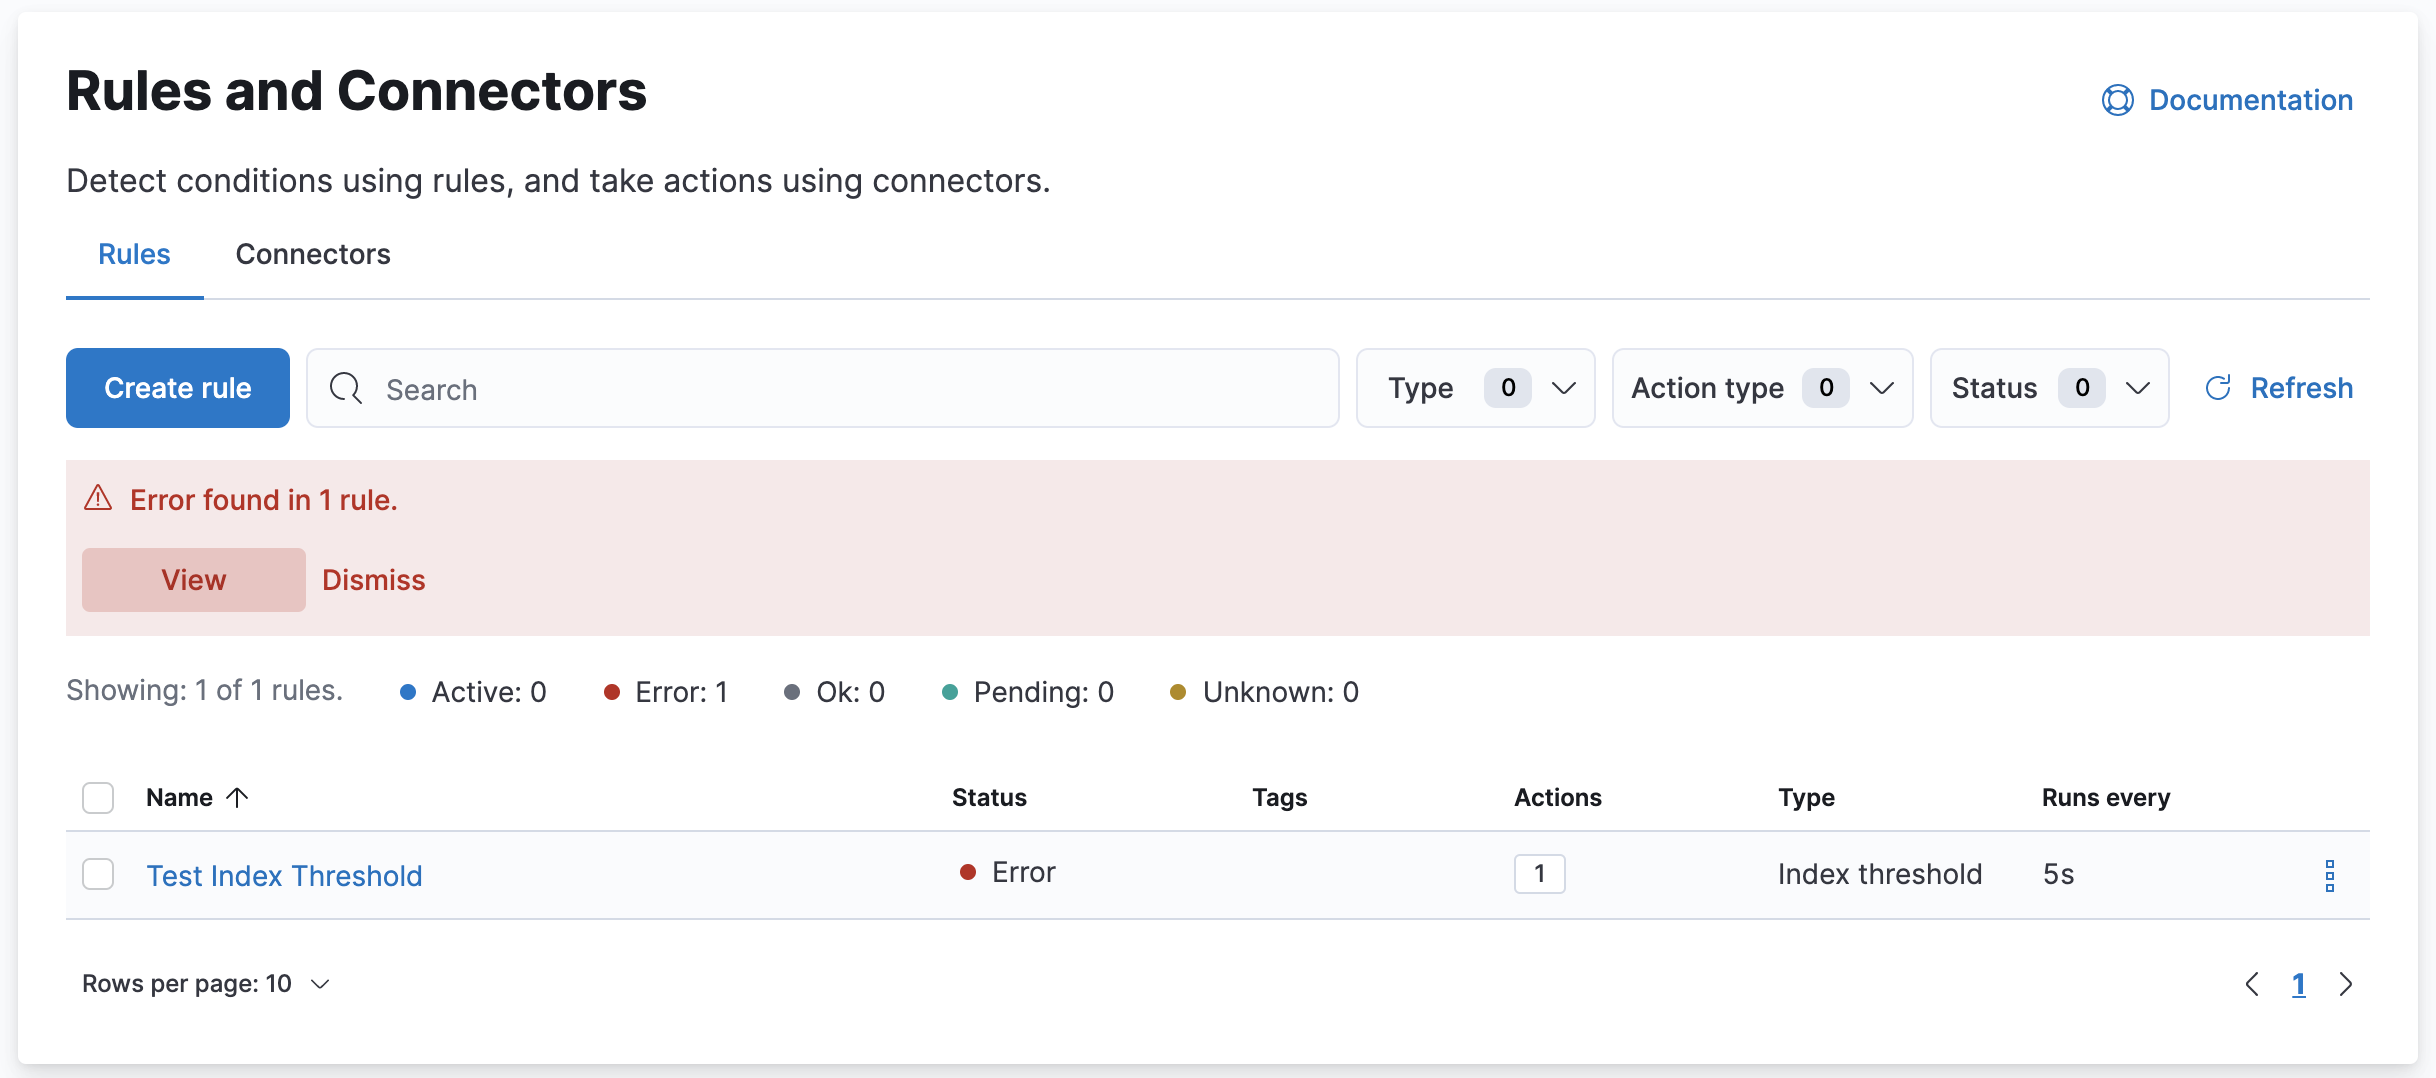 Rules and Connectors
Documentation
Detect conditions using rules, and take actions using connectors.
Rules Connectors
Create rule Search Type 0 Action type 0 Status 0 Refresh
Error found in 1 rule.
View Dismiss
Showing: 1 of 1 rules. Active: 0 Error: 1 Ok: 0 Pending: 0 Unknown: 0
Name Status Tags Actions Type Runs every
Test Index Threshold Error 1 Index threshold 5s
Rows per page: 10 1